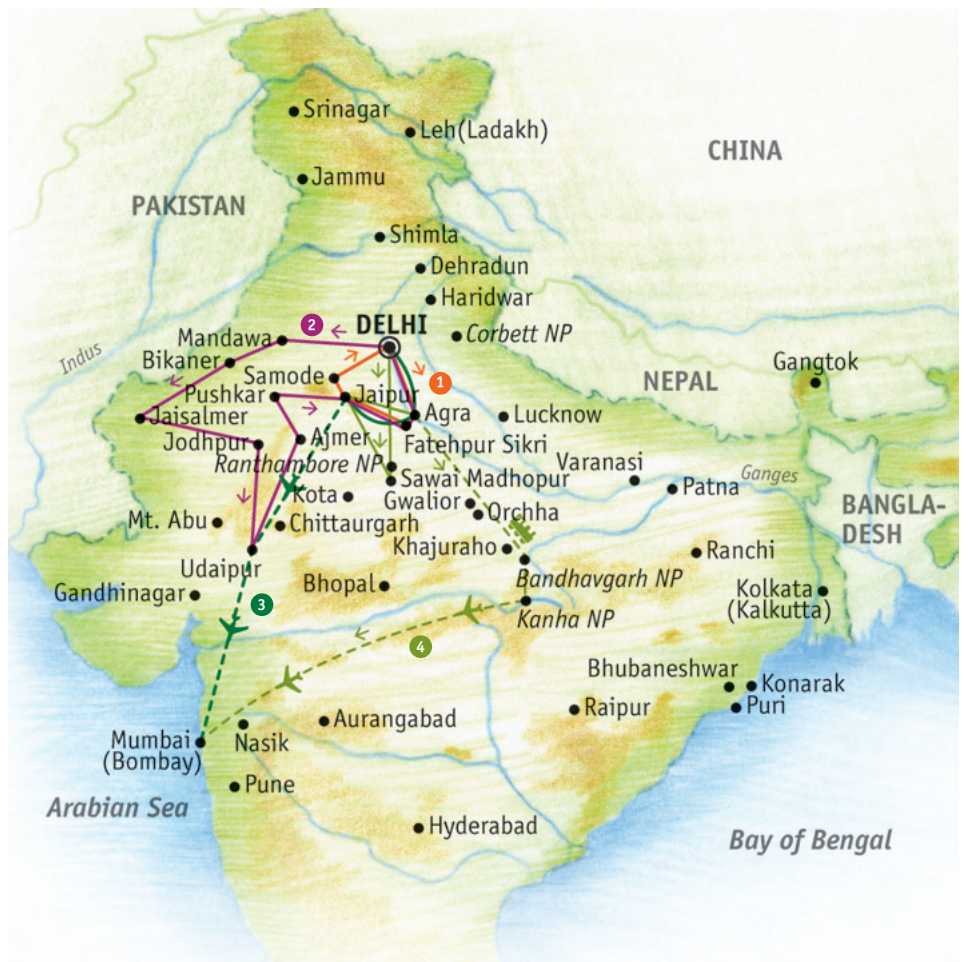 Srinagar
Leh(Ladakh)
CHINA
Jammu
PAKISTAN
Shimla
Dehradun
Haridwar
2
DELHI
Mandawa
Corbett NP
Indus
Bikaner
Gangtok
Samode
1
NEPAL
Pushkar
Jaipur
Jaisalmer
Agra
Lucknow
Jodhpur
Ajmer
Fatehpur Sikri
Ranthambore NP
Varanasi
Ganges
Sawai Madhopur
Kota
Patna
Gwalior
BANGLA-
DESH
Orchha
Mt. Abu
Chittaurgarh
Khajuraho
Ranchi
Udaipur
Bhopal
Bandhavgarh NP
Gandhinagar
3
Kolkata
(Kalkutta)
Kanha NP
4
Bhubaneshwar
Konarak
Raipur
Puri
Aurangabad
Mumbai
(Bombay)
Nasik
Pune
Arabian Sea
Hyderabad
Bay of Bengal